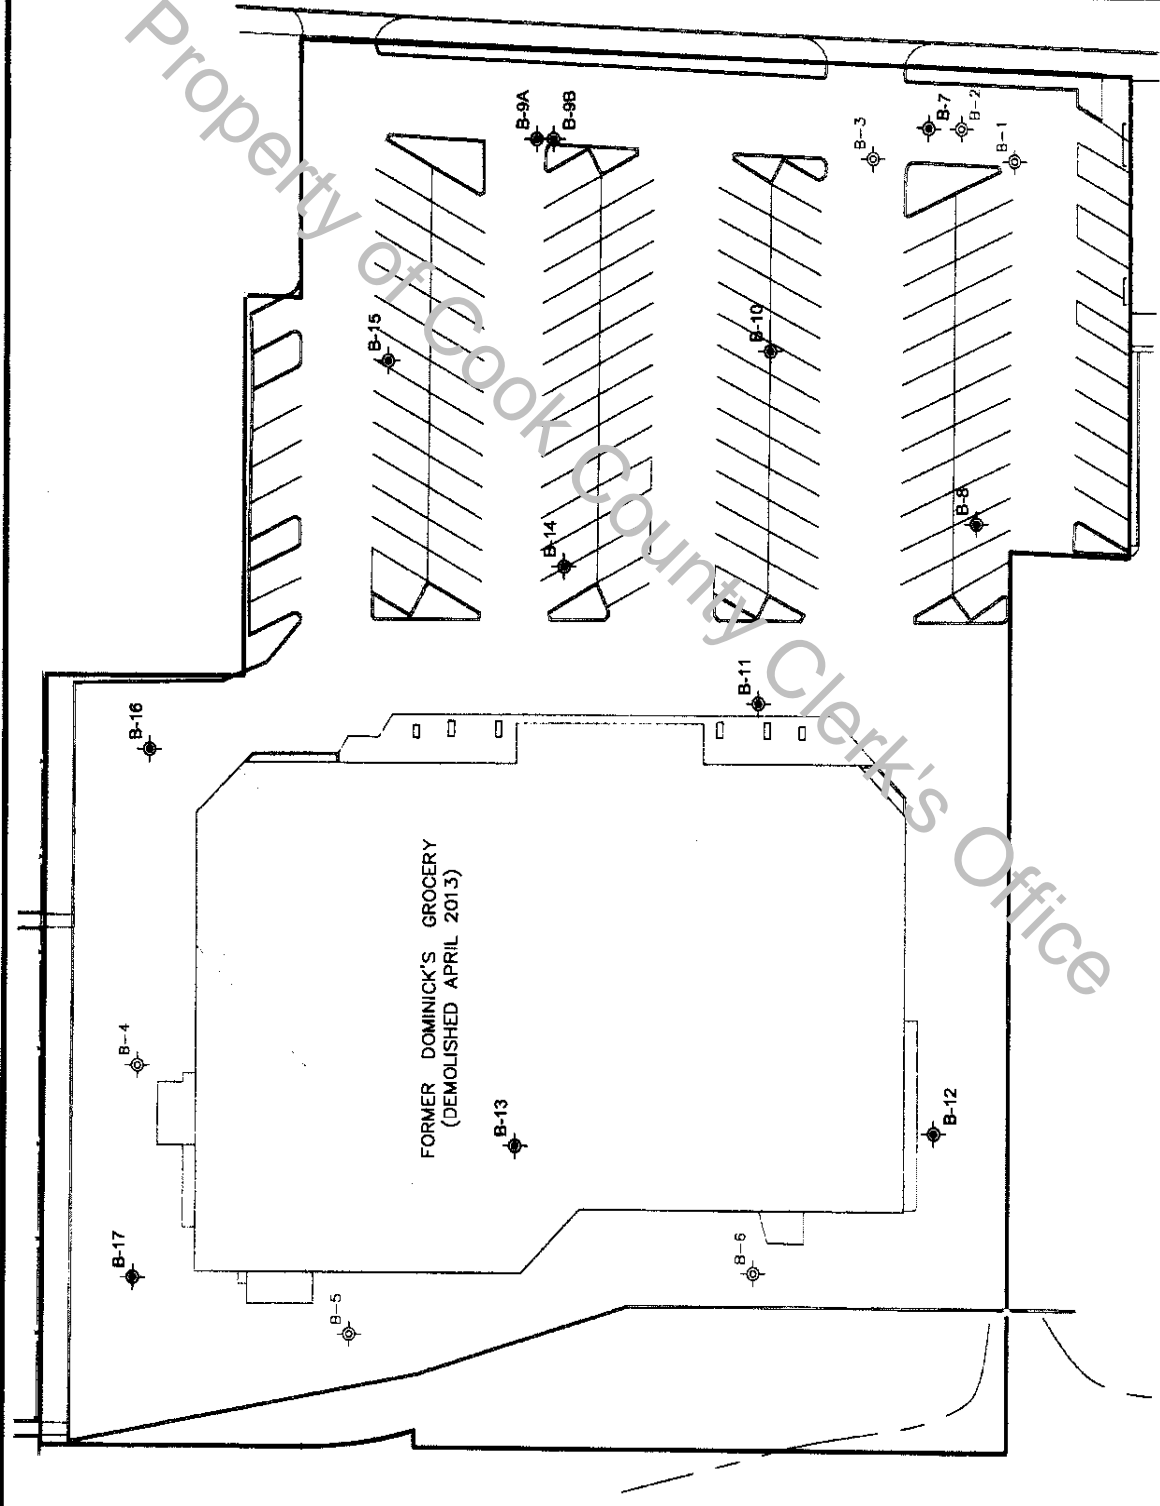 Property of Cook County Clerk's Office
B-9A
B-9B
B-7
B-2
B-3
B-1
B-15
B-10
B-14
B-8
B-16
B-11
FORMER DOMINICK'S GROCERY
(DEMOLISHED APRIL 2013)
B-4
B-13
B-12
B-17
B-6
B-5